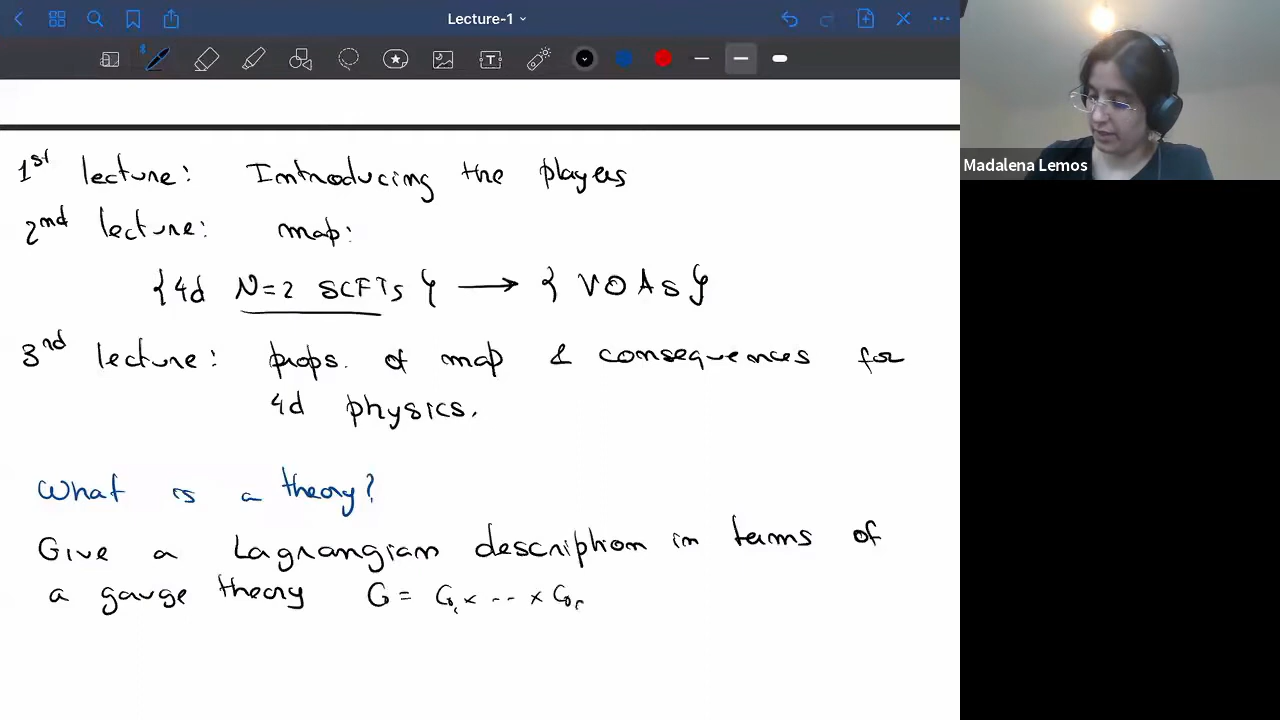 Lecture-1
Madalena Lemos
1st lecture: Introducing the players
2nd lecture: map:
{4d N=2 SCFTs} → {VOAs}
3rd lecture: props. of map & consequences for
4d physics.
What is a theory?
Give a Lagrangian description in terms of
a gauge theory G = G₁ × -- × Gₙ